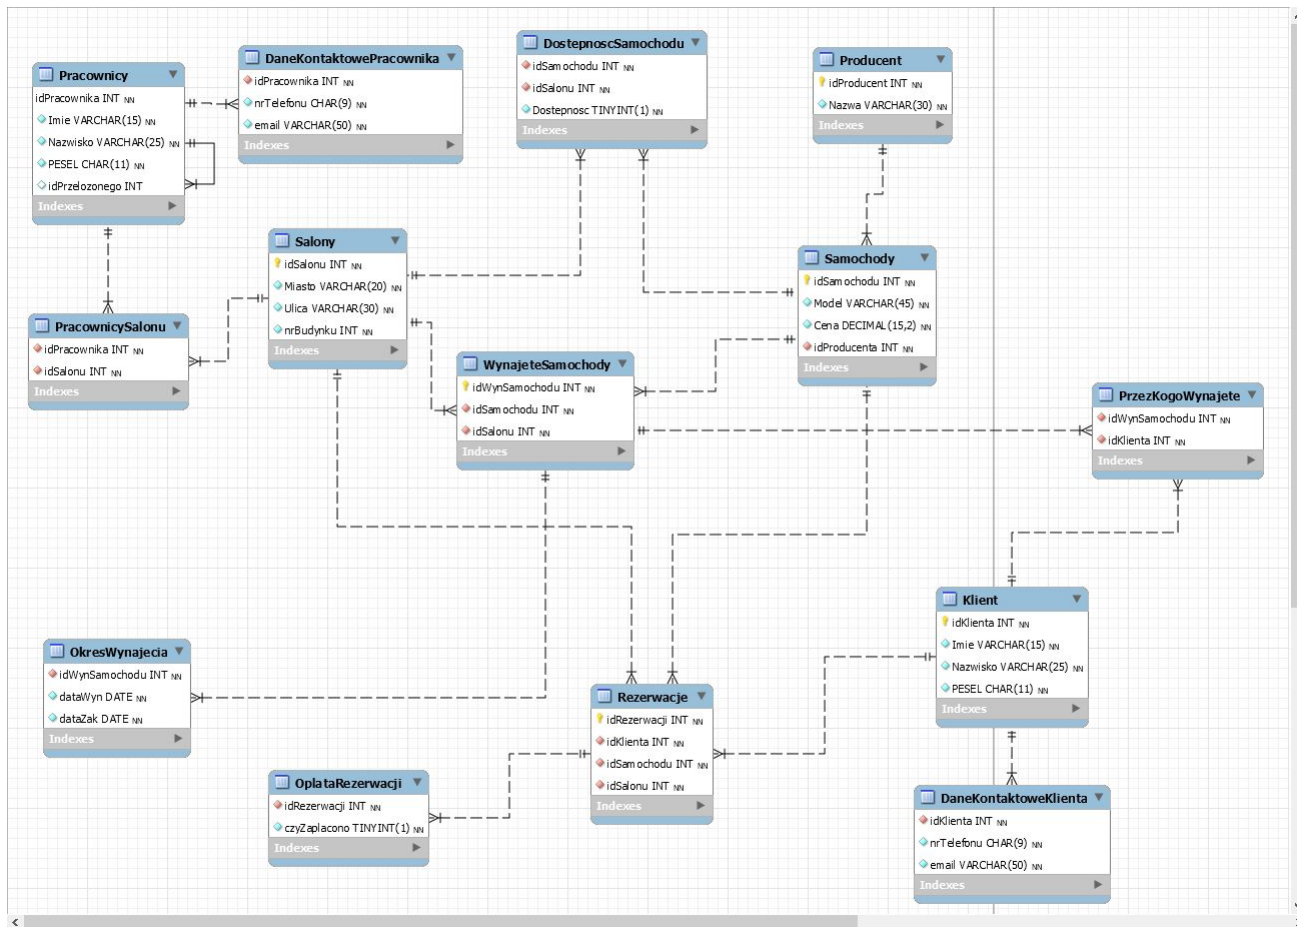 Pracownicy
idPracownika INT NN
Imie VARCHAR(15) NN
Nazwisko VARCHAR(25) NN
PESEL CHAR(11) NN
idPrzelozonego INT
Indexes
DaneKontaktowePracownika
idPracownika INT NN
nrTelefonu CHAR(9) NN
email VARCHAR(50) NN
Indexes
DostepnoscSamochodu
idSamochodu INT NN
idSalonu INT NN
Dostepnosc TINYINT(1) NN
Indexes
Producent
idProducent INT NN
Nazwa VARCHAR(30) NN
Indexes
Salony
idSalonu INT NN
Miasto VARCHAR(20) NN
Ulica VARCHAR(30) NN
nrBudynku INT NN
Indexes
Samochody
idSamochodu INT NN
Model VARCHAR(45) NN
Cena DECIMAL(15,2) NN
idProducenta INT NN
Indexes
PracownicySalonu
idPracownika INT NN
idSalonu INT NN
Indexes
WynajeteSamochody
idWynSamochodu INT NN
idSamochodu INT NN
idSalonu INT NN
Indexes
PrzezKogoWynajete
idWynSamochodu INT NN
idKlienta INT NN
Indexes
Klient
idKlienta INT NN
Imie VARCHAR(15) NN
Nazwisko VARCHAR(25) NN
PESEL CHAR(11) NN
Indexes
OkresWynajecia
idWynSamochodu INT NN
dataWyn DATE NN
dataZak DATE NN
Indexes
Rezerwacje
idRezerwacji INT NN
idKlienta INT NN
idSamochodu INT NN
idSalonu INT NN
Indexes
OplataRezerwacji
idRezerwacji INT NN
czyZaplacono TINYINT(1) NN
Indexes
DaneKontaktoweKlienta
idKlienta INT NN
nrTelefonu CHAR(9) NN
email VARCHAR(50) NN
Indexes